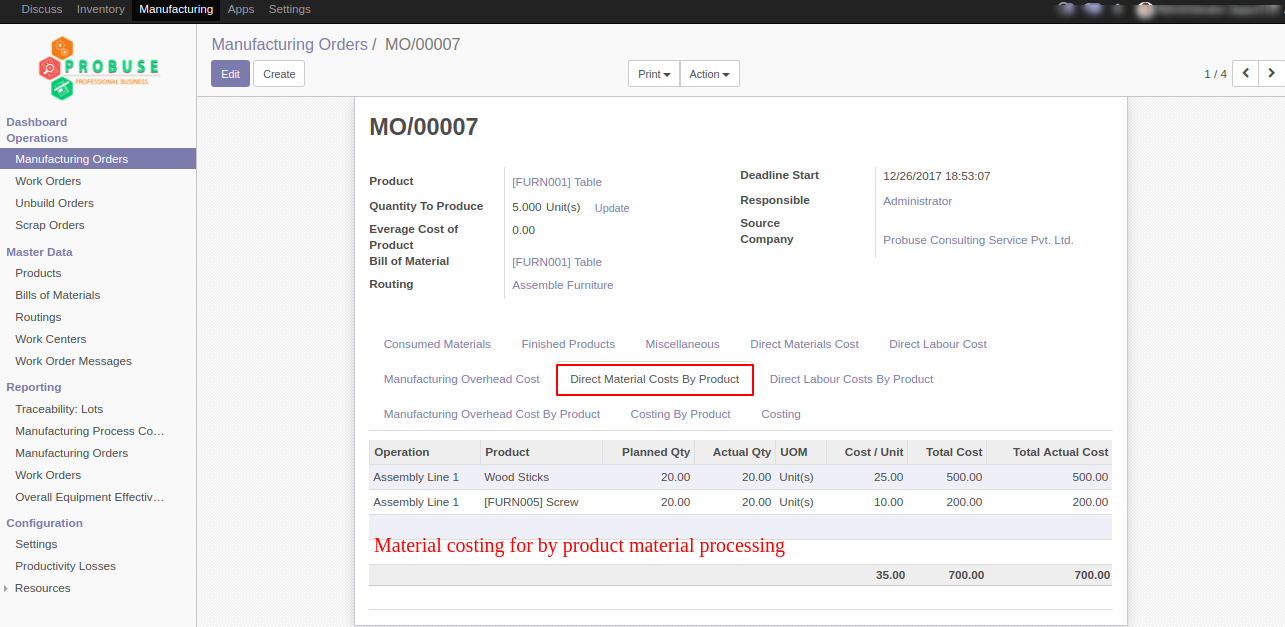 Discuss Inventory Manufacturing Apps Settings
PROBUSE
PROFESSIONAL BUSINESS
Dashboard
Operations
Manufacturing Orders
Work Orders
Unbuild Orders
Scrap Orders
Master Data
Products
Bills of Materials
Routings
Work Centers
Work Order Messages
Reporting
Traceability: Lots
Manufacturing Process Co…
Manufacturing Orders
Work Orders
Overall Equipment Effectiv…
Configuration
Settings
Productivity Losses
Resources
Manufacturing Orders / MO/00007
Edit Create Print Action 1 / 4
MO/00007
Product [FURN001] Table
Quantity To Produce 5.000 Unit(s) Update
Everage Cost of
Product 0.00
Bill of Material [FURN001] Table
Routing Assemble Furniture
Deadline Start 12/26/2017 18:53:07
Responsible Administrator
Source
Company Probuse Consulting Service Pvt. Ltd.
Consumed Materials Finished Products Miscellaneous Direct Materials Cost Direct Labour Cost
Manufacturing Overhead Cost Direct Material Costs By Product Direct Labour Costs By Product
Manufacturing Overhead Cost By Product Costing By Product Costing
Operation Product Planned Qty Actual Qty UOM Cost / Unit Total Cost Total Actual Cost
Assembly Line 1 Wood Sticks 20.00 20.00 Unit(s) 25.00 500.00 500.00
Assembly Line 1 [FURN005] Screw 20.00 20.00 Unit(s) 10.00 200.00 200.00
Material costing for by product material processing
35.00 700.00 700.00